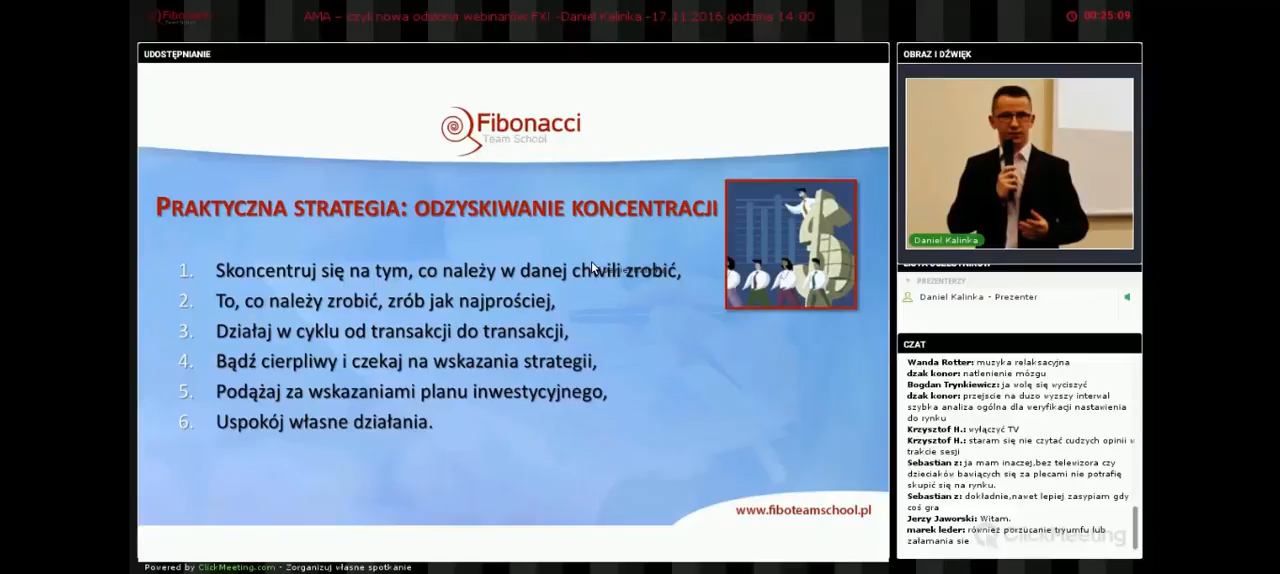 Fibonacci
Team School
AMA – czyli nowa odsłona webinarów FXI -Daniel Kalinka -17.11.2016 godzina 14:00
00:25:09
UDOSTĘPNIANIE
Fibonacci
Team School
PRAKTYCZNA STRATEGIA: ODZYSKIWANIE KONCENTRACJI
1. Skoncentruj się na tym, co należy w danej chwili zrobić,
2. To, co należy zrobić, zrób jak najprościej,
3. Działaj w cyklu od transakcji do transakcji,
4. Bądź cierpliwy i czekaj na wskazania strategii,
5. Podążaj za wskazaniami planu inwestycyjnego,
6. Uspokój własne działania.
www.fiboteamschool.pl
Powered by ClickMeeting.com - Zorganizuj własne spotkanie
OBRAZ I DŹWIĘK
Daniel Kalinka
LISTA UCZESTNIKÓW
PREZENTERZY
Daniel Kalinka - Prezenter
CZAT
Wanda Rotter: muzyka relaksacyjna
dzak konor: natlenienie mózgu
Bogdan Trynkiewicz: ja wolę się wyciszyć
dzak konor: przejscie na duzo wyzszy interval
szybka analiza ogólna dla weryfikacji nastawienia
do rynku
Krzysztof H.: wyłączyć TV
Krzysztof H.: staram się nie czytać cudzych opinii w
trakcie sesji
Sebastian z: ja mam inaczej,bez telewizora czy
dzieciaków bawiących się za plecami nie potrafię
skupić się na rynku.
Sebastian z: dokładnie,nawet lepiej zasypiam gdy
coś gra
Jerzy Jaworski: Witam.
marek leder: również porzucanie tryumfu lub
załamania sie
ClickMeeting